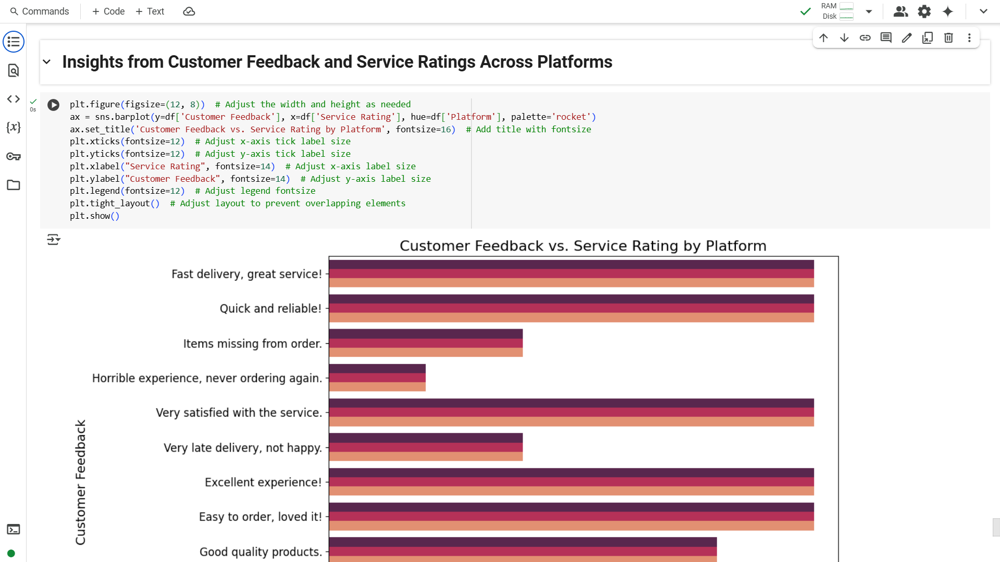 Commands
+ Code
+ Text
RAM
Disk
Insights from Customer Feedback and Service Ratings Across Platforms
0s
plt.figure(figsize=(12, 8))  # Adjust the width and height as needed
ax = sns.barplot(y=df['Customer Feedback'], x=df['Service Rating'], hue=df['Platform'], palette='rocket')
ax.set_title('Customer Feedback vs. Service Rating by Platform', fontsize=16)  # Add title with fontsize
plt.xticks(fontsize=12)  # Adjust x-axis tick label size
plt.yticks(fontsize=12)  # Adjust y-axis tick label size
plt.xlabel("Service Rating", fontsize=14)  # Adjust x-axis label size
plt.ylabel("Customer Feedback", fontsize=14)  # Adjust y-axis label size
plt.legend(fontsize=12)  # Adjust legend fontsize
plt.tight_layout()  # Adjust layout to prevent overlapping elements
plt.show()
Customer Feedback vs. Service Rating by Platform
Fast delivery, great service!
Quick and reliable!
Items missing from order.
Horrible experience, never ordering again.
Very satisfied with the service.
Very late delivery, not happy.
Excellent experience!
Easy to order, loved it!
Good quality products.
Customer Feedback